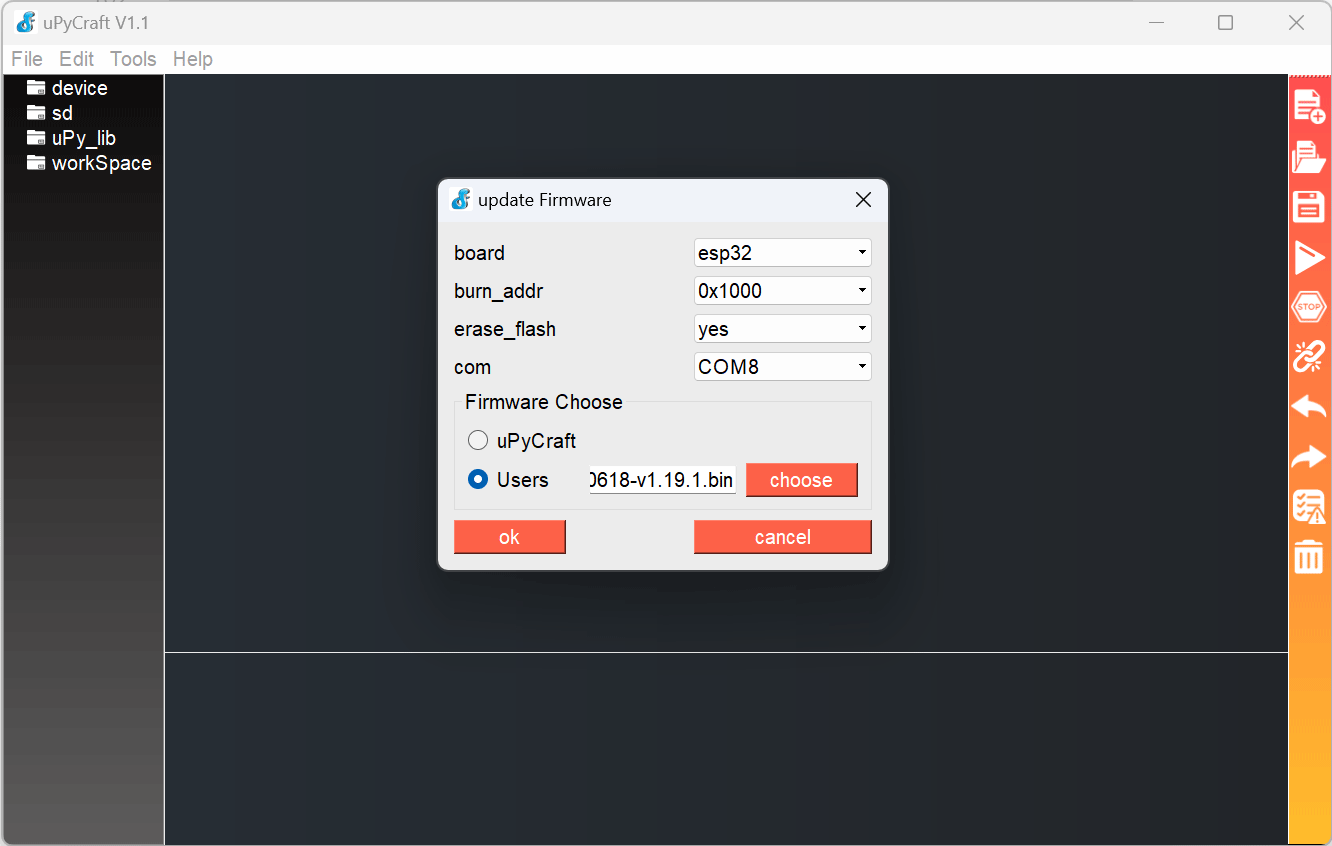 uPyCraft V1.1
File Edit Tools Help
device
sd
uPy_lib
workSpace
update Firmware
board esp32
burn_addr 0x1000
erase_flash yes
com COM8
Firmware Choose
uPyCraft
Users 0618-v1.19.1.bin choose
ok cancel
STOP